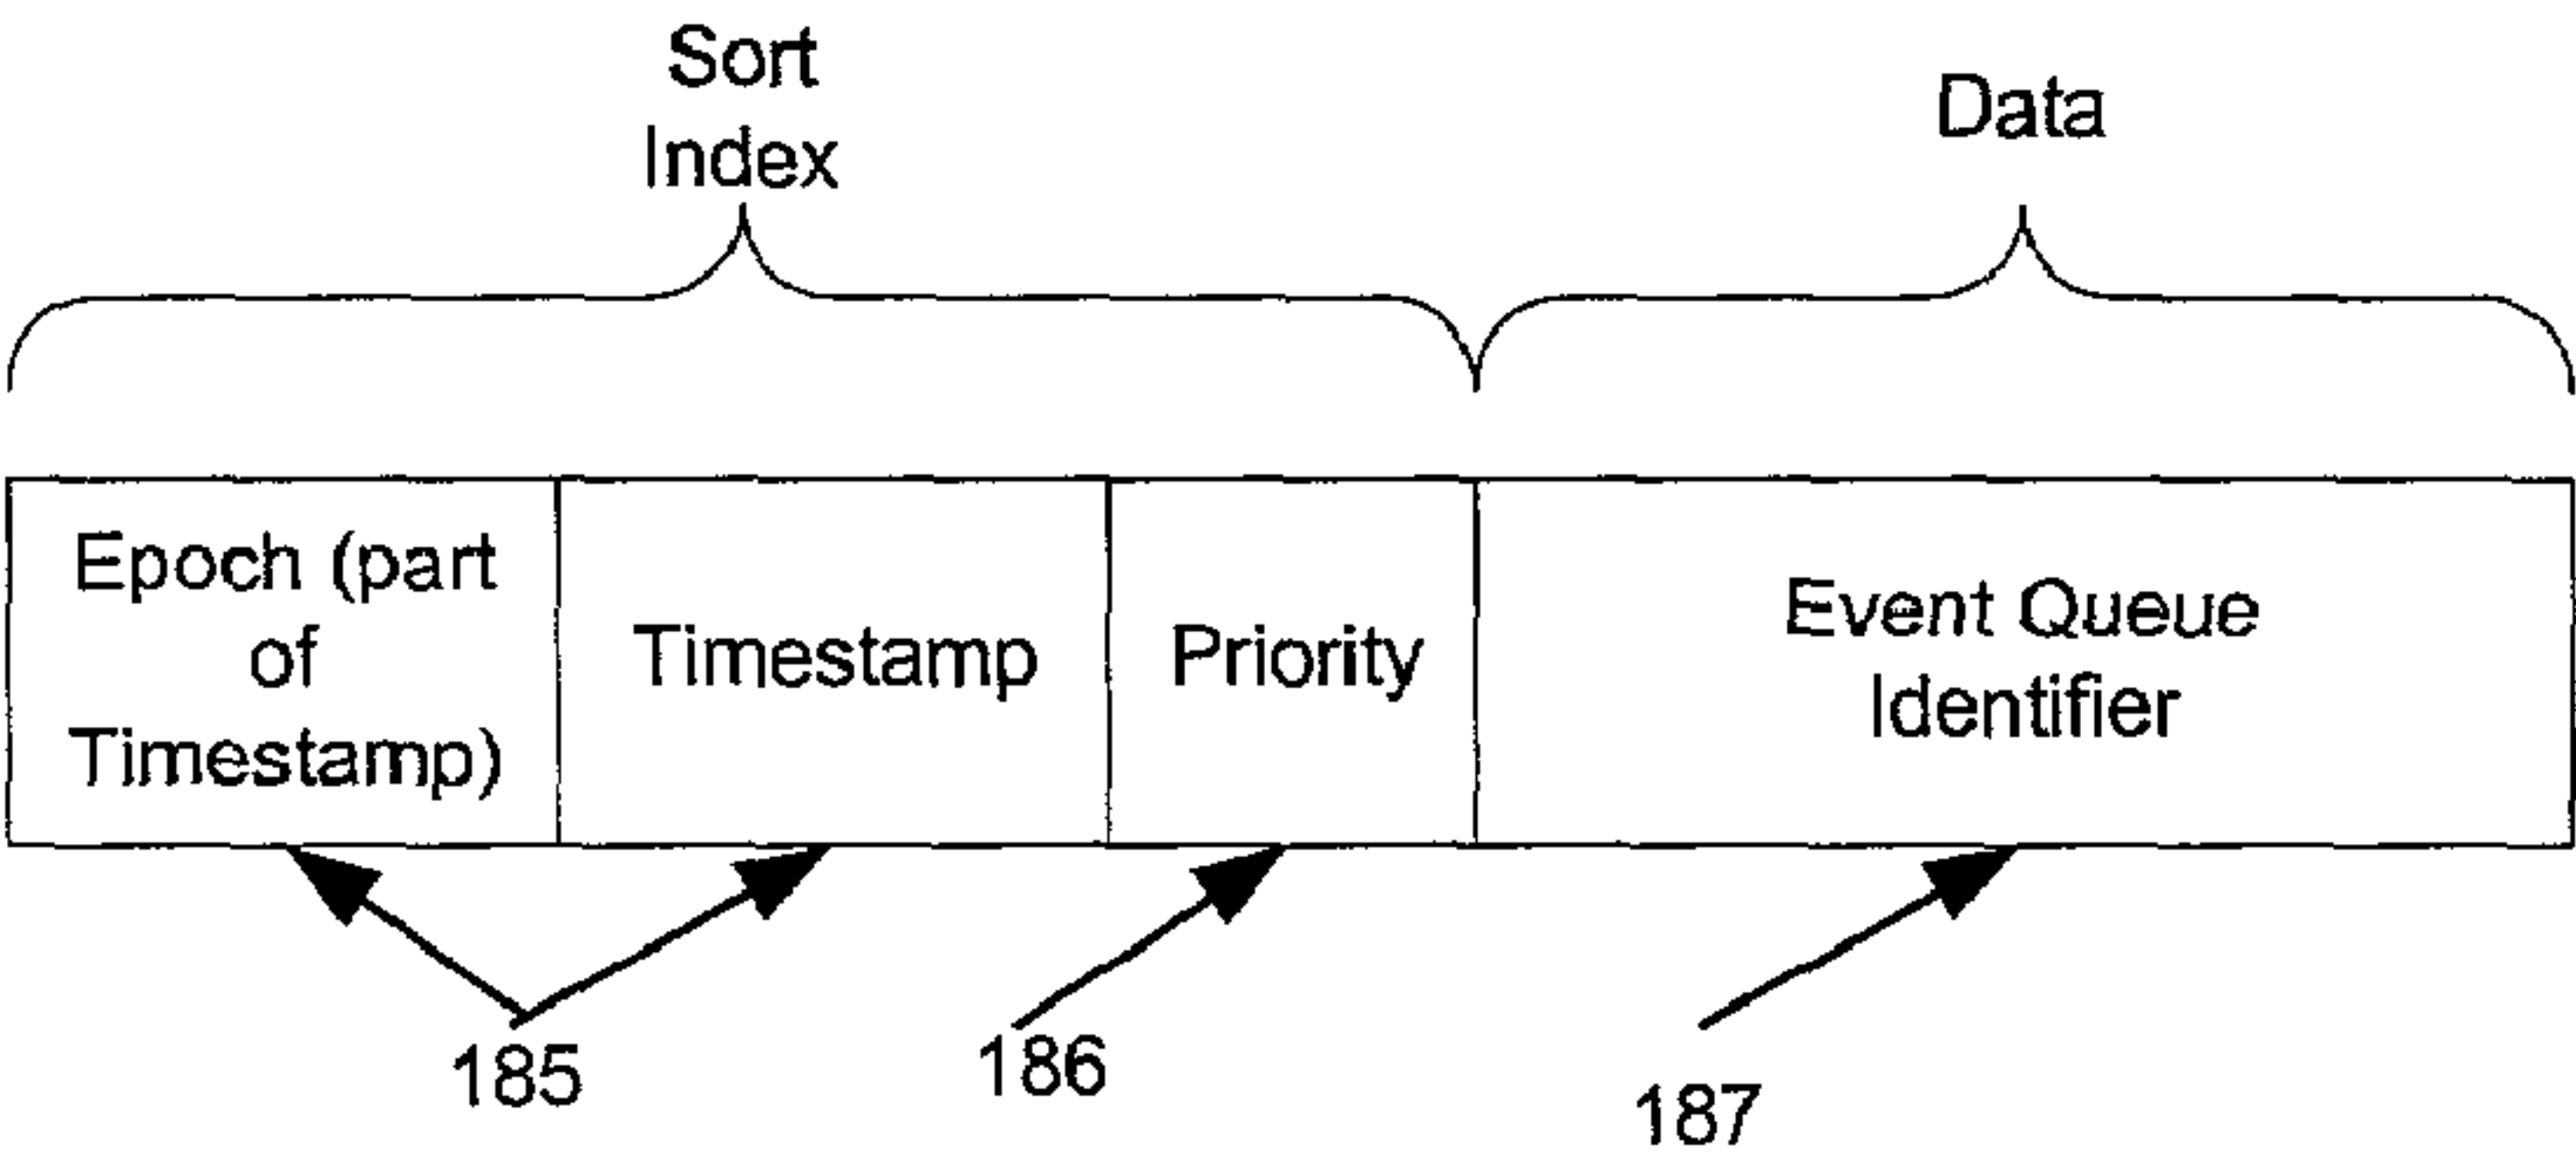 Sort
Index
Data
Epoch (part
of
Timestamp)
Timestamp
Priority
Event Queue
Identifier
185
186
187